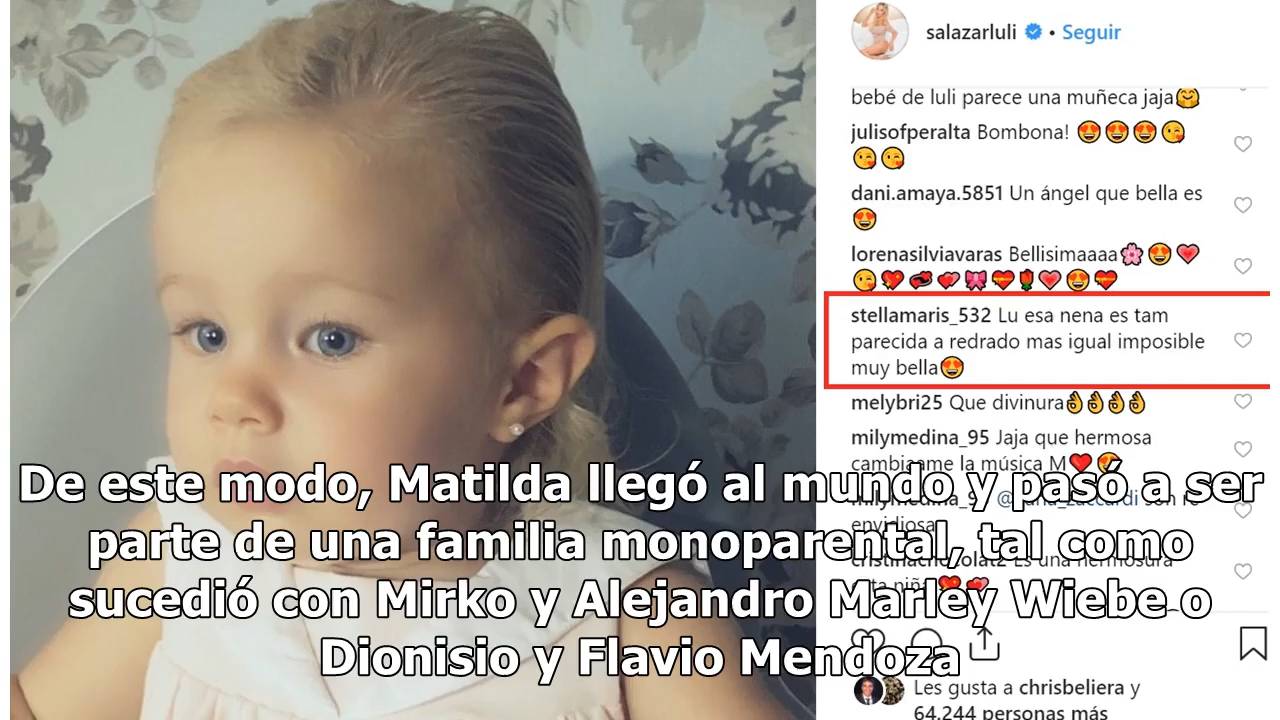 salazarluli • Seguir
bebé de luli parece una muñeca jaja🤗
julisofperalta Bombona! 😍😍😍😘
😘😘
dani.amaya.5851 Un ángel que bella es
😍
lorenasilviavaras Bellisimaaaa🌸😍💗
😘💖💞💕🎀💝🌹💗😍💝
stellamaris_532 Lu esa nena es tam
parecida a redrado mas igual imposible
muy bella😍
melybri25 Que divinura👌👌👌👌
milymedina_95 Jaja que hermosa
cambiaame la música M❤️😍
envidiosa
De este modo, Matilda llegó al mundo y pasó a ser
parte de una familia monoparental, tal como
sucedió con Mirko y Alejandro Marley Wiebe o
Dionisio y Flavio Mendoza
Les gusta a chrisbeliera y
64.244 personas más